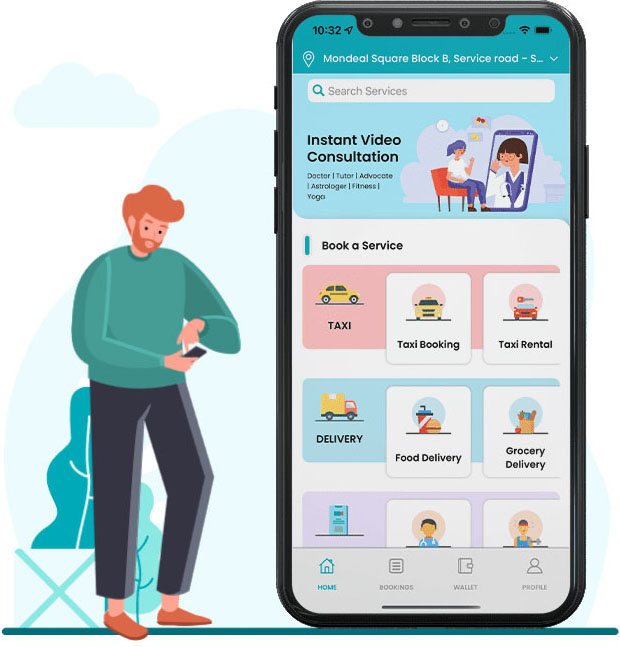 10:32
Mondeal Square Block B, Service road - S...
Search Services
Instant Video
Consultation
Doctor | Tutor | Advocate
| Astrologer | Fitness |
Yoga
Book a Service
TAXI
Taxi Booking
Taxi Rental
DELIVERY
Food Delivery
Grocery
Delivery
HOME
BOOKINGS
WALLET
PROFILE